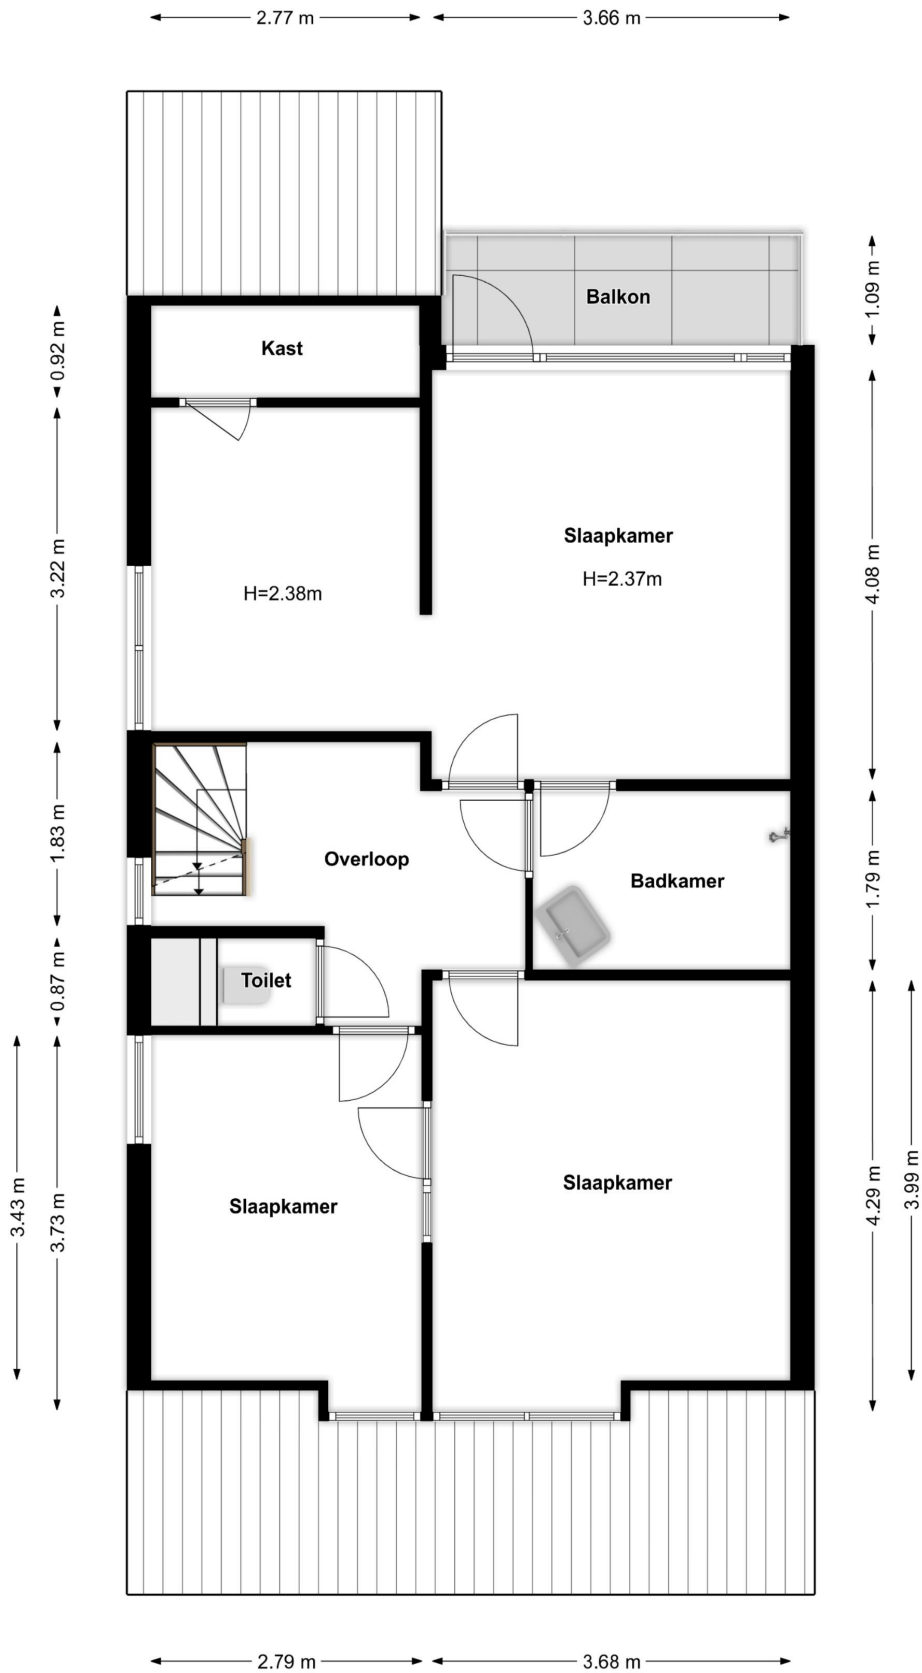 2.77 m
3.66 m
1.09 m
Balkon
0.92 m
Kast
Slaapkamer
H=2.37m
3.22 m
H=2.38m
4.08 m
1.83 m
Overloop
Badkamer
1.79 m
0.87 m
Toilet
Slaapkamer
Slaapkamer
3.43 m
3.73 m
4.29 m
3.99 m
2.79 m
3.68 m